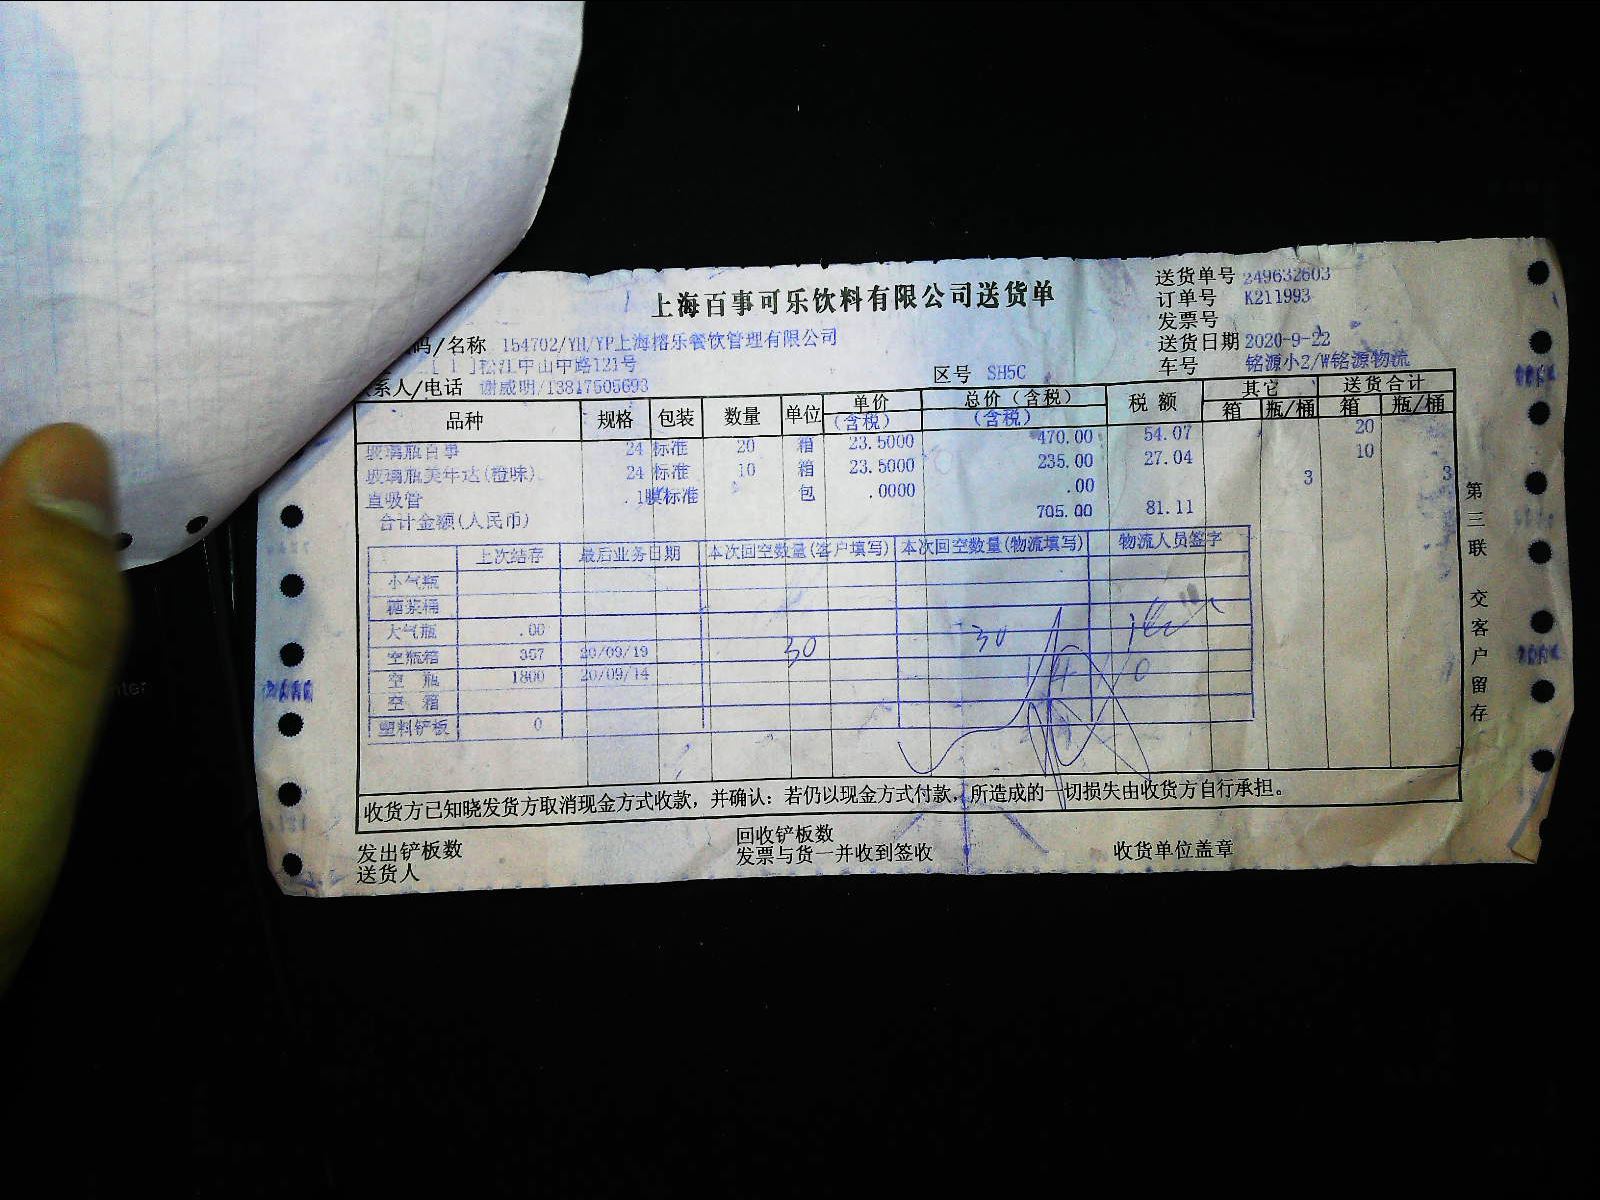 上海百事可乐饮料有限公司送货单
送货单号 249632603
订单号 K211993
发票号
送货日期 2020-9-22
车号 铭源小2/W铭源物流
码/名称 154702/YH/YP上海榕乐餐饮管理有限公司
松江中山中路121号
系人/电话 谢威明/13817505693
区号 SH5C
品种 规格 包装 数量 单位 单价(含税) 总价(含税) 税额 其它 箱 瓶/桶 送货合计 箱 瓶/桶
玻璃瓶百事 24 标准 20 箱 23.5000 470.00 54.07 20
玻璃瓶美年达(橙味) 24 标准 10 箱 23.5000 235.00 27.04 10
直吸管 .1膜标准 包 .0000 .00 3 3
合计金额(人民币) 705.00 81.11
上次结存 最后业务日期 本次回空数量(客户填写) 本次回空数量(物流填写) 物流人员签字
小气瓶
糖浆桶
大气瓶 .00
空瓶箱 357 20/09/19 30 30
空 瓶 1800 20/09/14
空 箱
塑料铲板 0
收货方已知晓发货方取消现金方式收款，并确认：若仍以现金方式付款，所造成的一切损失由收货方自行承担。
发出铲板数 回收铲板数
送货人 发票与货一并收到签收 收货单位盖章
第三联 交客户留存